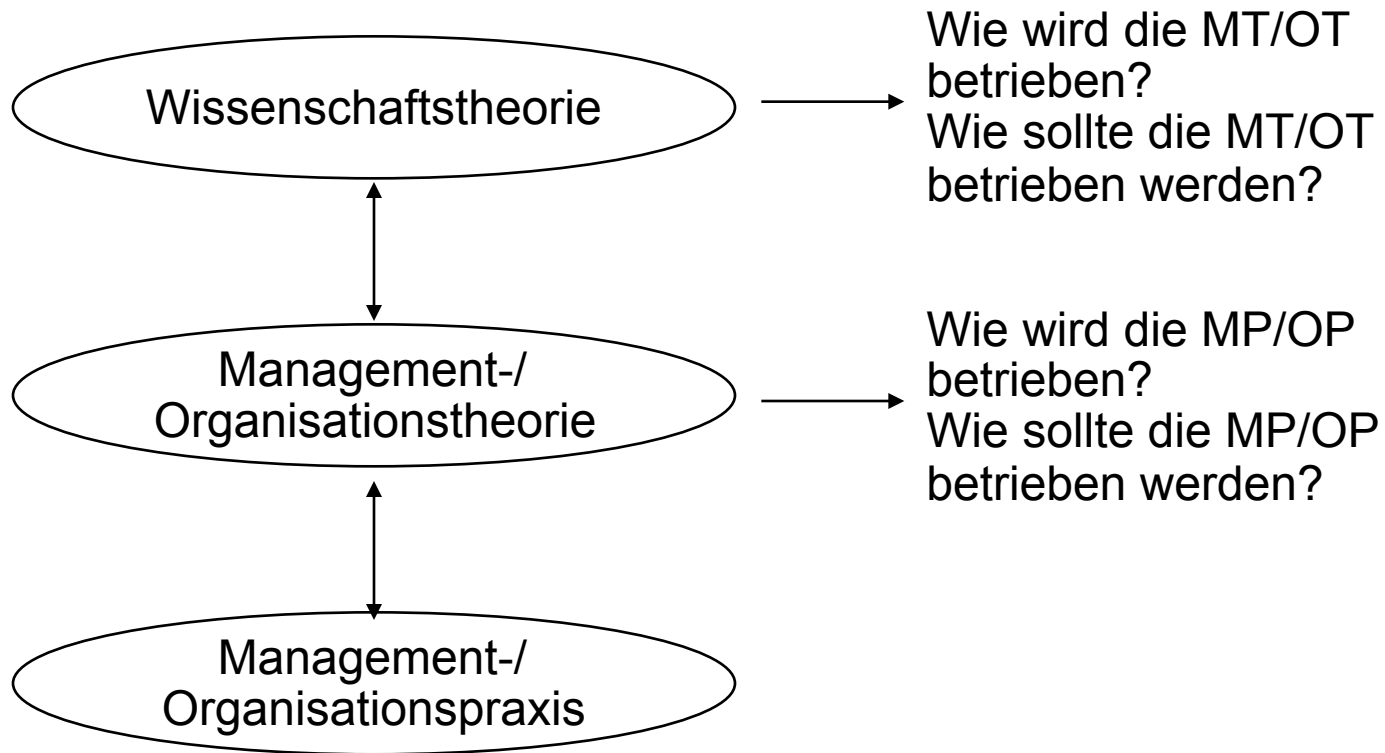 Wissenschaftstheorie
Wie wird die MT/OT
betrieben?
Wie sollte die MT/OT
betrieben werden?
Management-/
Organisationstheorie
Wie wird die MP/OP
betrieben?
Wie sollte die MP/OP
betrieben werden?
Management-/
Organisationspraxis